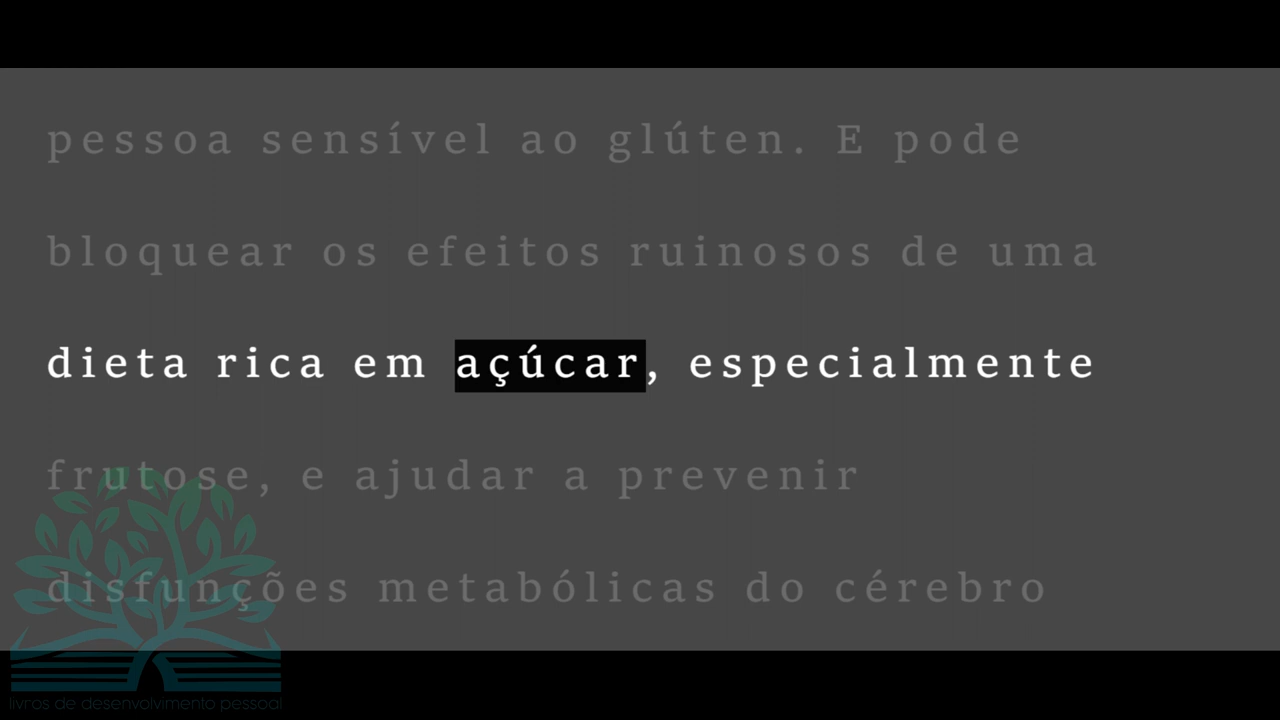 pessoa sensível ao glúten. E pode
bloquear os efeitos ruinosos de uma
dieta rica em açúcar, especialmente
frutose, e ajudar a prevenir
disfunções metabólicas do cérebro
livros de desenvolvimento pessoal